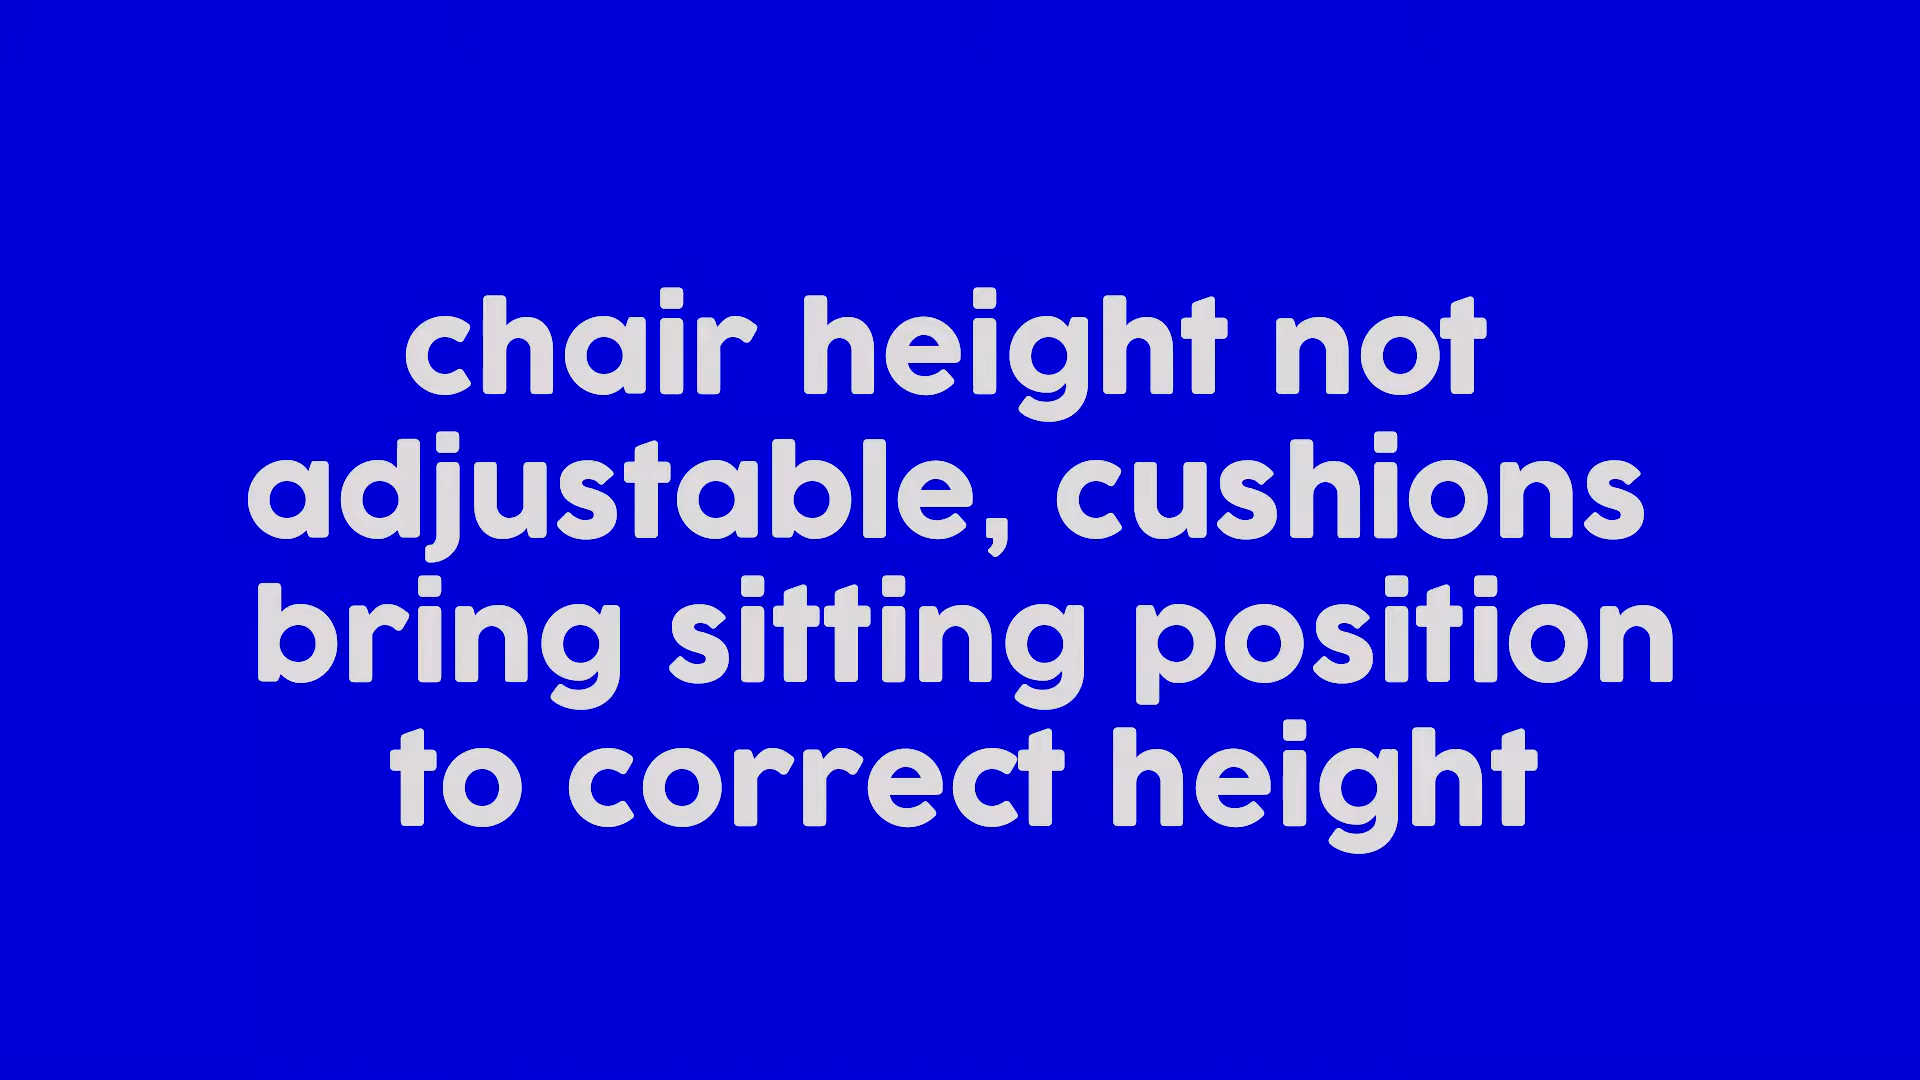 chair height not
adjustable, cushions
bring sitting position
to correct height